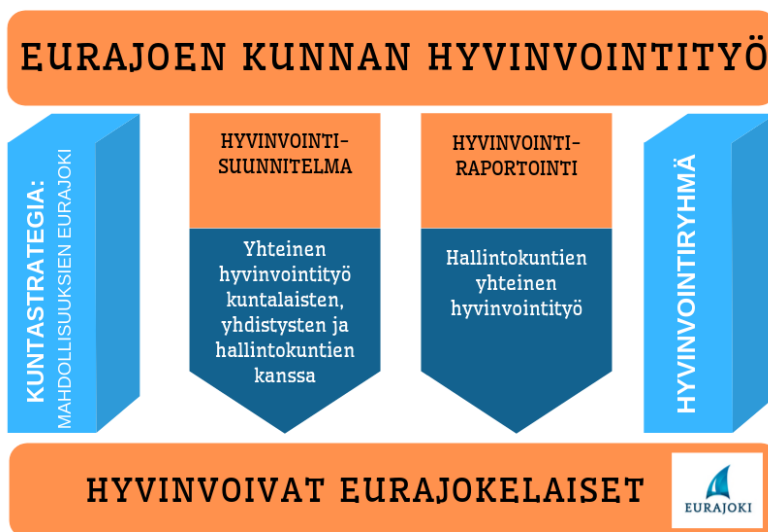 EURAJOEN KUNNAN HYVINVOINTITYÖ
KUNTASTRATEGIA:
MAHDOLLISUUKSIEN EURAJOKI
HYVINVOINTI-
SUUNNITELMA
Yhteinen
hyvinvointityö
kuntalaisten,
yhdistysten ja
hallintokuntien
kanssa
HYVINVOINTI-
RAPORTOINTI
Hallintokuntien
yhteinen
hyvinvointityö
HYVINVOINTIRYHMÄ
HYVINVOIVAT EURAJOKELAISET
EURAJOKI